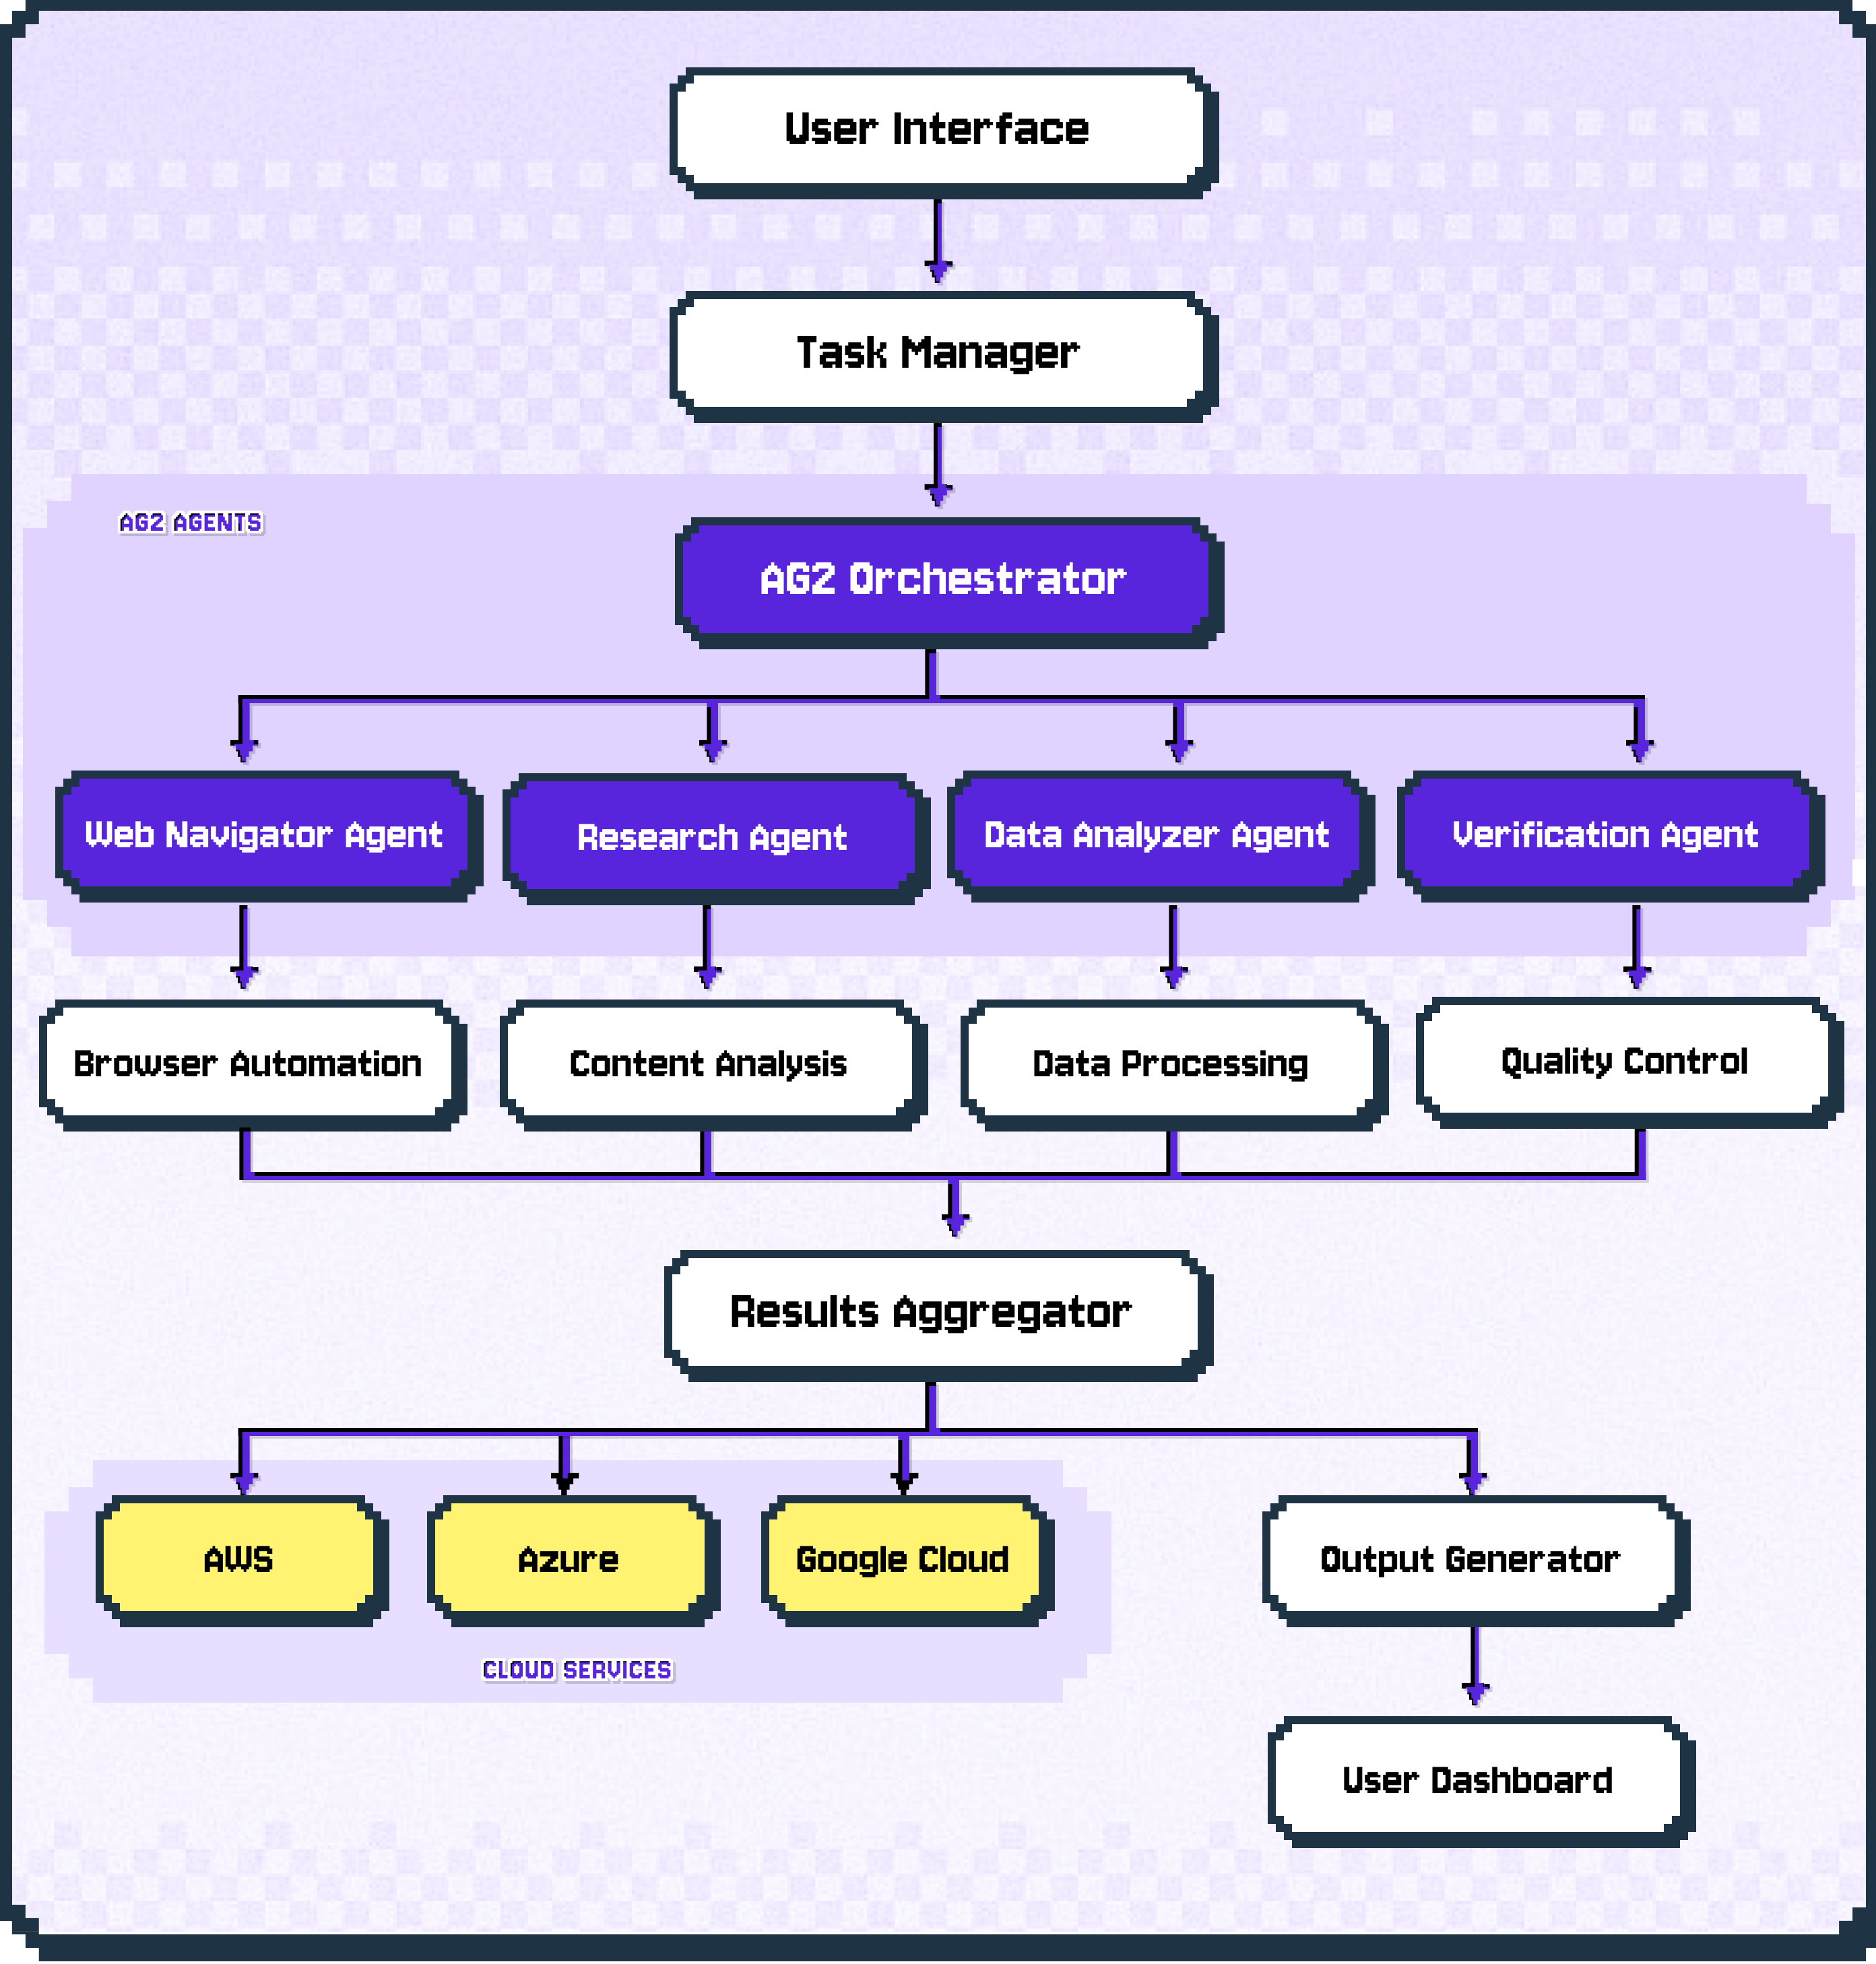 User Interface
Task Manager
AG2 AGENTS
AG2 Orchestrator
Web Navigator Agent
Research Agent
Data Analyzer Agent
Verification Agent
Browser Automation
Content Analysis
Data Processing
Quality Control
Results Aggregator
AWS
Azure
Google Cloud
Output Generator
CLOUD SERVICES
User Dashboard